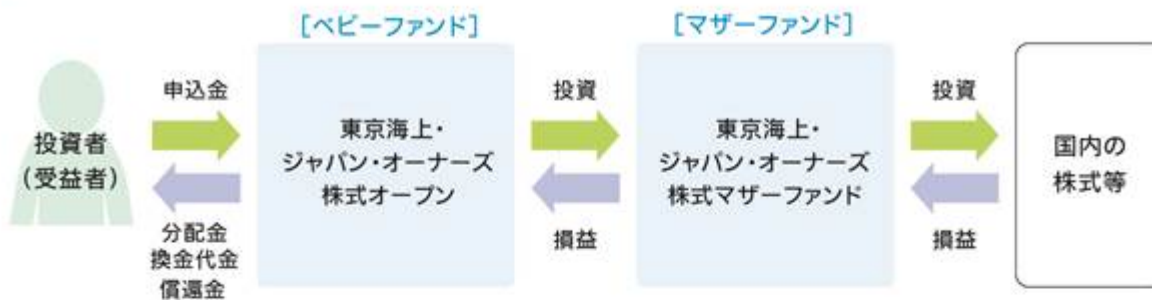 [ベビーファンド]
[マザーファンド]
投資者
(受益者)
申込金
分配金
換金代金
償還金
東京海上・
ジャパン・オーナーズ
株式オープン
投資
損益
東京海上・
ジャパン・オーナーズ
株式マザーファンド
投資
損益
国内の
株式等